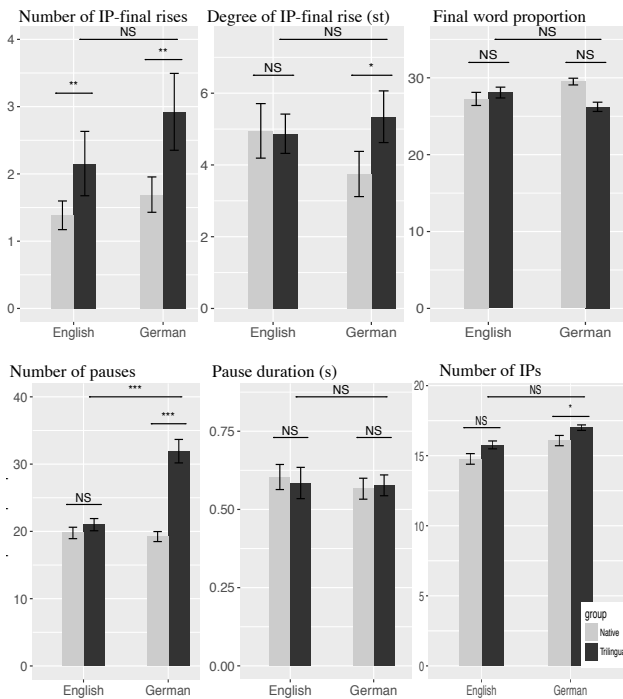 Number of IP-final rises
NS
**
**
4
3
2
1
0
English
German
Degree of IP-final rise (st)
NS
NS
*
6
4
2
0
English
German
Final word proportion
NS
NS
NS
30
20
10
0
English
German
Number of pauses
***
***
NS
40
30
20
10
0
English
German
Pause duration (s)
NS
NS
NS
0.75
0.50
0.25
0.00
English
German
Number of IPs
NS
*
NS
20
15
10
5
0
English
German
group
Native
Trilingua